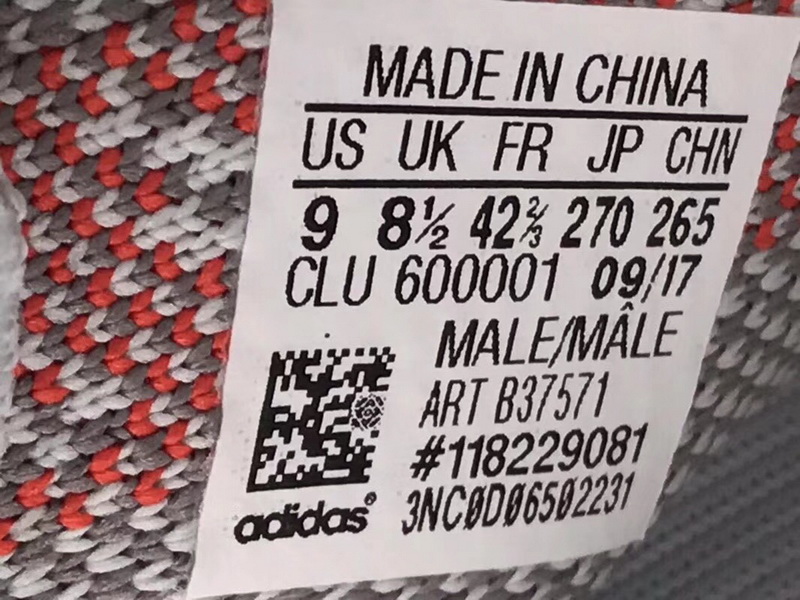 MADE IN CHINA
US UK FR JP CHN
9 8½ 42⅔ 270 265
CLU 600001 09/17
MALE/MÂLE
ART B37571
#118229081
adidas® 3NC0D06502231